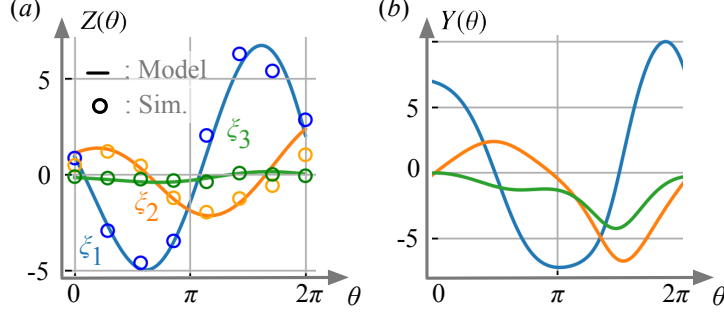 (a) Z(θ)
5
0
-5
— : Model
○ : Sim.
ξ₁
ξ₂
ξ₃
0 π 2π θ
(b) Y(θ)
5
0
-5
0 π 2π θ